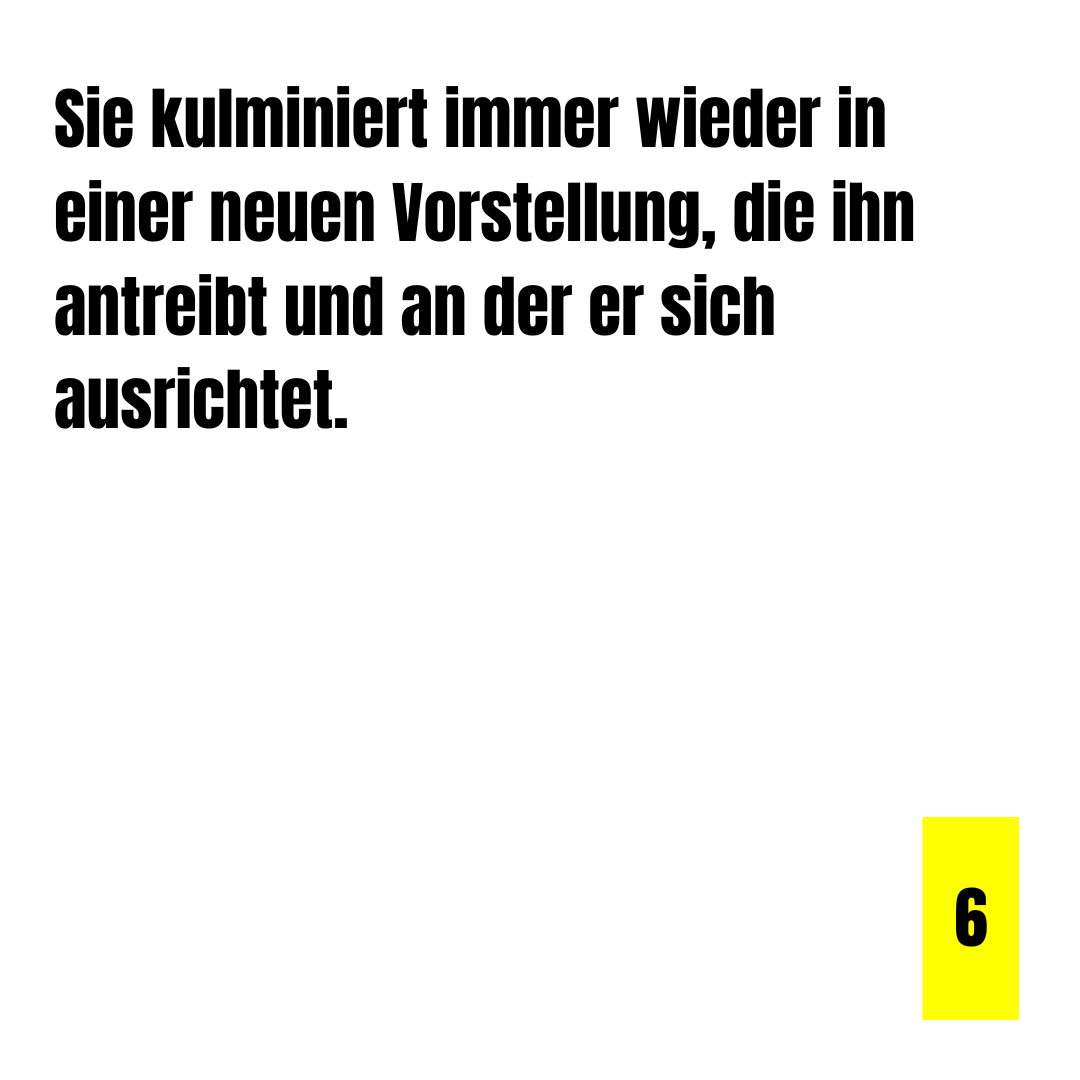 Sie kulminiert immer wieder in
einer neuen Vorstellung, die ihn
antreibt und an der er sich
ausrichtet.
6